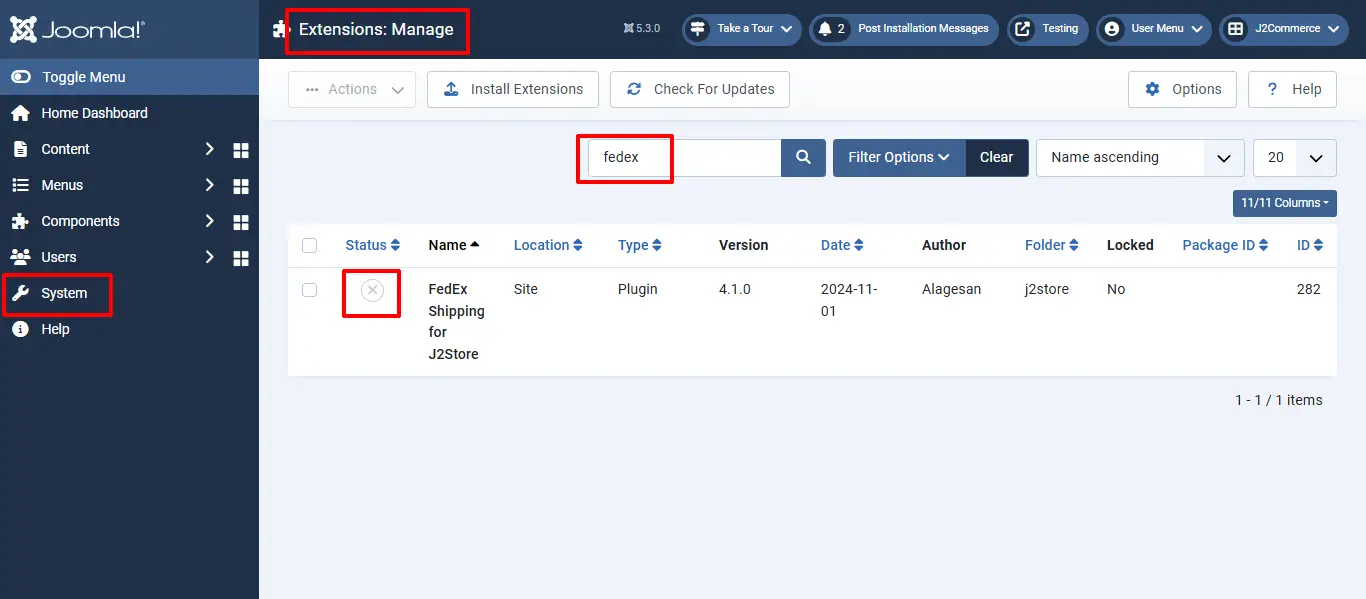 Joomla!
Extensions: Manage
5.3.0
Take a Tour
2 Post Installation Messages
Testing
User Menu
J2Commerce
Toggle Menu
Home Dashboard
Content
Menus
Components
Users
System
Help
... Actions
Install Extensions
Check For Updates
Options
? Help
fedex
Filter Options
Clear
Name ascending
20
11/11 Columns
Status Name Location Type Version Date Author Folder Locked Package ID ID
FedEx Site Plugin 4.1.0 2024-11- Alagesan j2store No 282
Shipping 01
for
J2Store
1 - 1 / 1 items